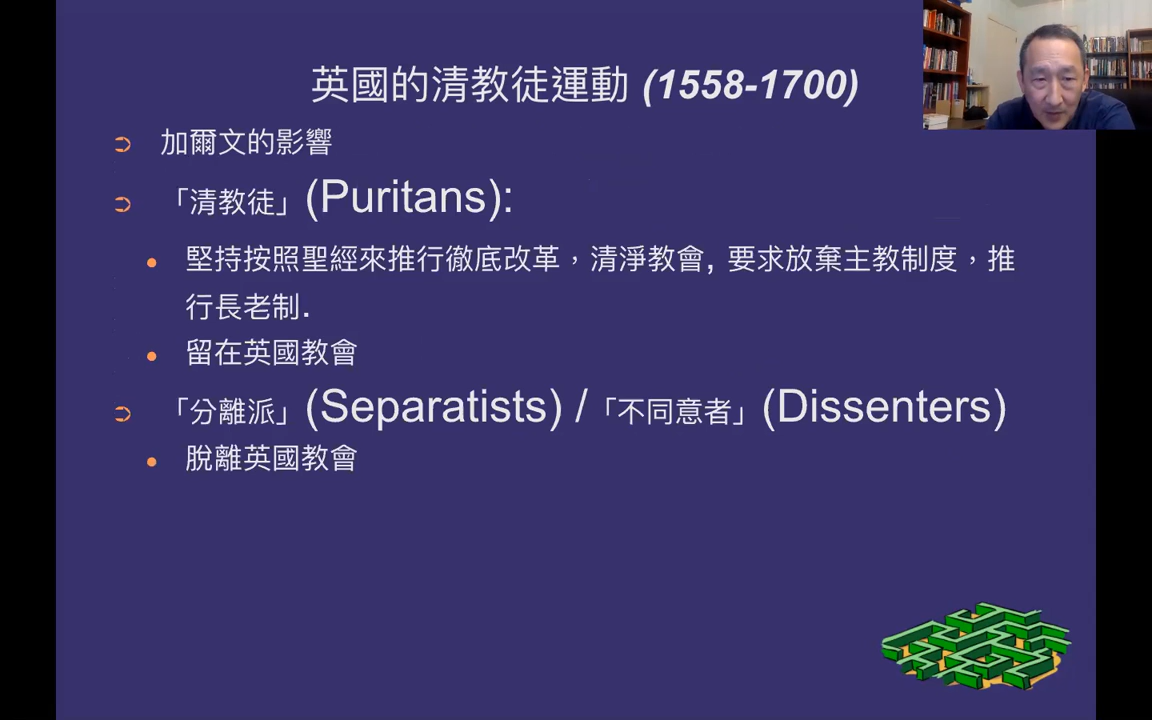 英國的清教徒運動 (1558-1700)
加爾文的影響
「清教徒」(Puritans):
堅持按照聖經來推行徹底改革，清淨教會, 要求放棄主教制度，推
行長老制.
留在英國教會
「分離派」(Separatists) /「不同意者」(Dissenters)
脫離英國教會